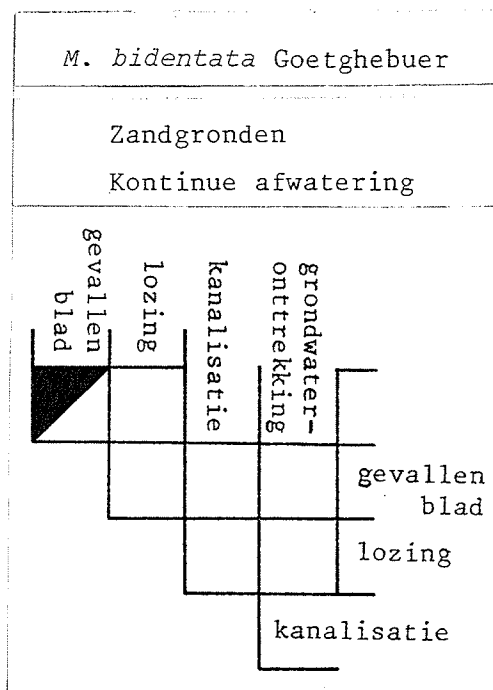 M. bidentata Goetghebuer
Zandgronden
Kontinue afwatering
gevallen
blad
lozing
kanalisatie
grondwater-
onttrekking
gevallen
blad
lozing
kanalisatie